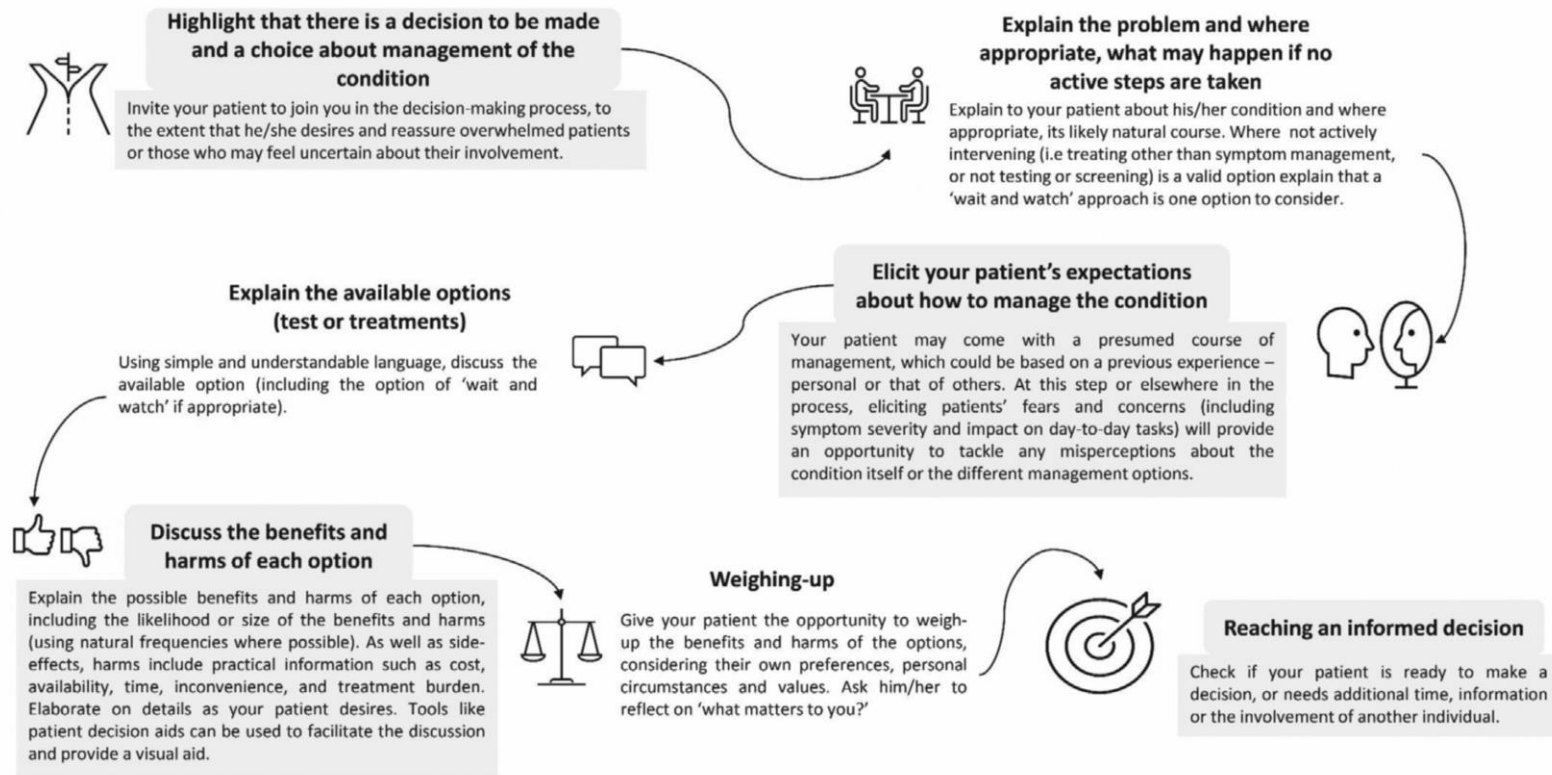 Highlight that there is a decision to be made
and a choice about management of the
condition
Invite your patient to join you in the decision-making process, to
the extent that he/she desires and reassure overwhelmed patients
or those who may feel uncertain about their involvement.
Explain the problem and where
appropriate, what may happen if no
active steps are taken
Explain to your patient about his/her condition and where
appropriate, its likely natural course. Where not actively
intervening (i.e treating other than symptom management,
or not testing or screening) is a valid option explain that a
‘wait and watch’ approach is one option to consider.
Elicit your patient’s expectations
about how to manage the condition
Your patient may come with a presumed course of
management, which could be based on a previous experience –
personal or that of others. At this step or elsewhere in the
process, eliciting patients’ fears and concerns (including
symptom severity and impact on day-to-day tasks) will provide
an opportunity to tackle any misperceptions about the
condition itself or the different management options.
Explain the available options
(test or treatments)
Using simple and understandable language, discuss the
available option (including the option of ‘wait and
watch’ if appropriate).
Discuss the benefits and
harms of each option
Explain the possible benefits and harms of each option,
including the likelihood or size of the benefits and harms
(using natural frequencies where possible). As well as side-
effects, harms include practical information such as cost,
availability, time, inconvenience, and treatment burden.
Elaborate on details as your patient desires. Tools like
patient decision aids can be used to facilitate the discussion
and provide a visual aid.
Weighing-up
Give your patient the opportunity to weigh-
up the benefits and harms of the options,
considering their own preferences, personal
circumstances and values. Ask him/her to
reflect on ‘what matters to you?’
Reaching an informed decision
Check if your patient is ready to make a
decision, or needs additional time, information
or the involvement of another individual.